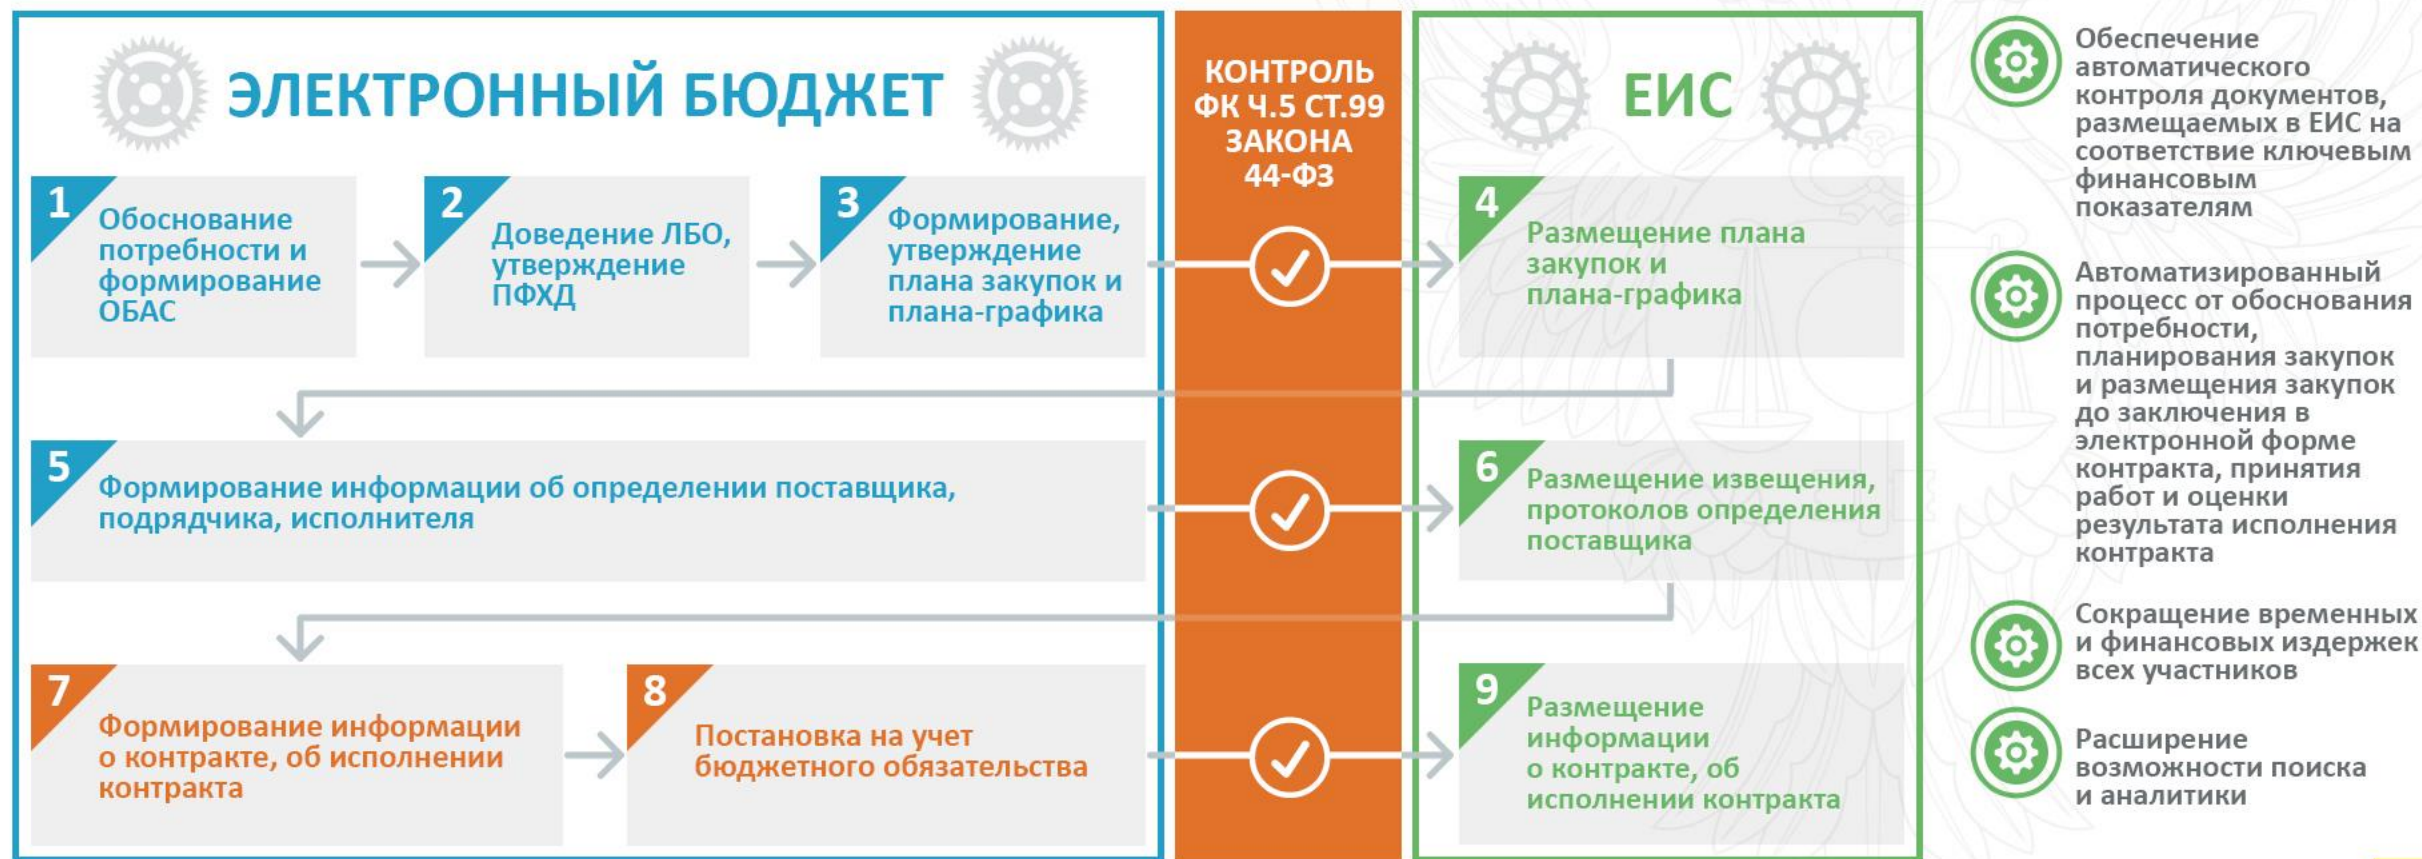 ЭЛЕКТРОННЫЙ БЮДЖЕТ
1
Обоснование
потребности и
формирование
ОБАС
2
Доведение ЛБО,
утверждение
ПФХД
3
Формирование,
утверждение
плана закупок и
плана-графика
КОНТРОЛЬ
ФК Ч.5 СТ.99
ЗАКОНА
44-ФЗ
ЕИС
4
Размещение плана
закупок и
плана-графика
5
Формирование информации об определении поставщика,
подрядчика, исполнителя
6
Размещение извещения,
протоколов определения
поставщика
7
Формирование информации
о контракте, об исполнении
контракта
8
Постановка на учет
бюджетного обязательства
9
Размещение
информации
о контракте, об
исполнении контракта
Обеспечение
автоматического
контроля документов,
размещаемых в ЕИС на
соответствие ключевым
финансовым
показателям
Автоматизированный
процесс от обоснования
потребности,
планирования закупок
и размещения закупок
до заключения в
электронной форме
контракта, принятия
работ и оценки
результата исполнения
контракта
Сокращение временных
и финансовых издержек
всех участников
Расширение
возможности поиска
и аналитики